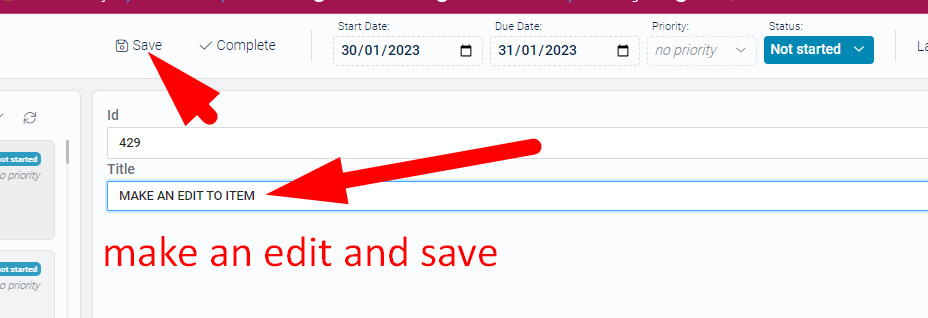 Start Date: Due Date: Priority: Status:
Save Complete 30/01/2023 31/01/2023 no priority Not started
Id
429
not started
no priority
Title
MAKE AN EDIT TO ITEM
make an edit and save
not started
no priority